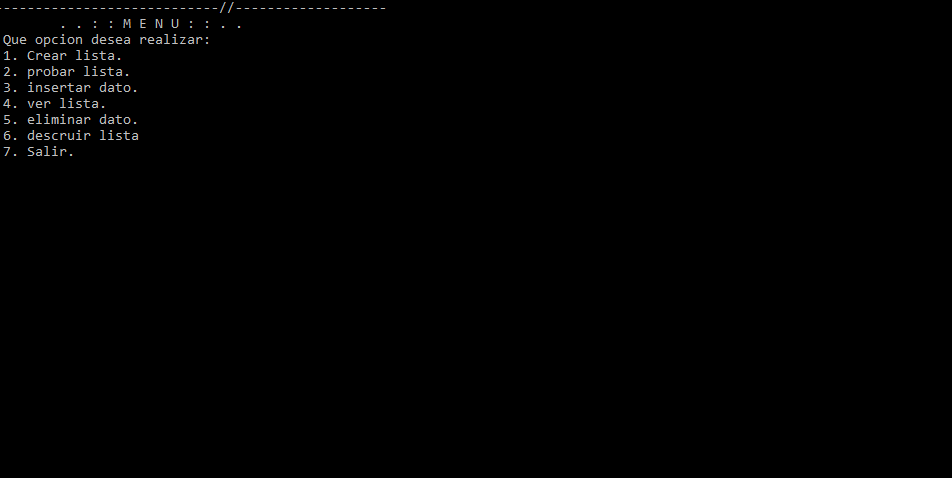 ---------------------------//-------------------
. . : : M E N U : : . .
Que opcion desea realizar:
1. Crear lista.
2. probar lista.
3. insertar dato.
4. ver lista.
5. eliminar dato.
6. descruir lista
7. Salir.